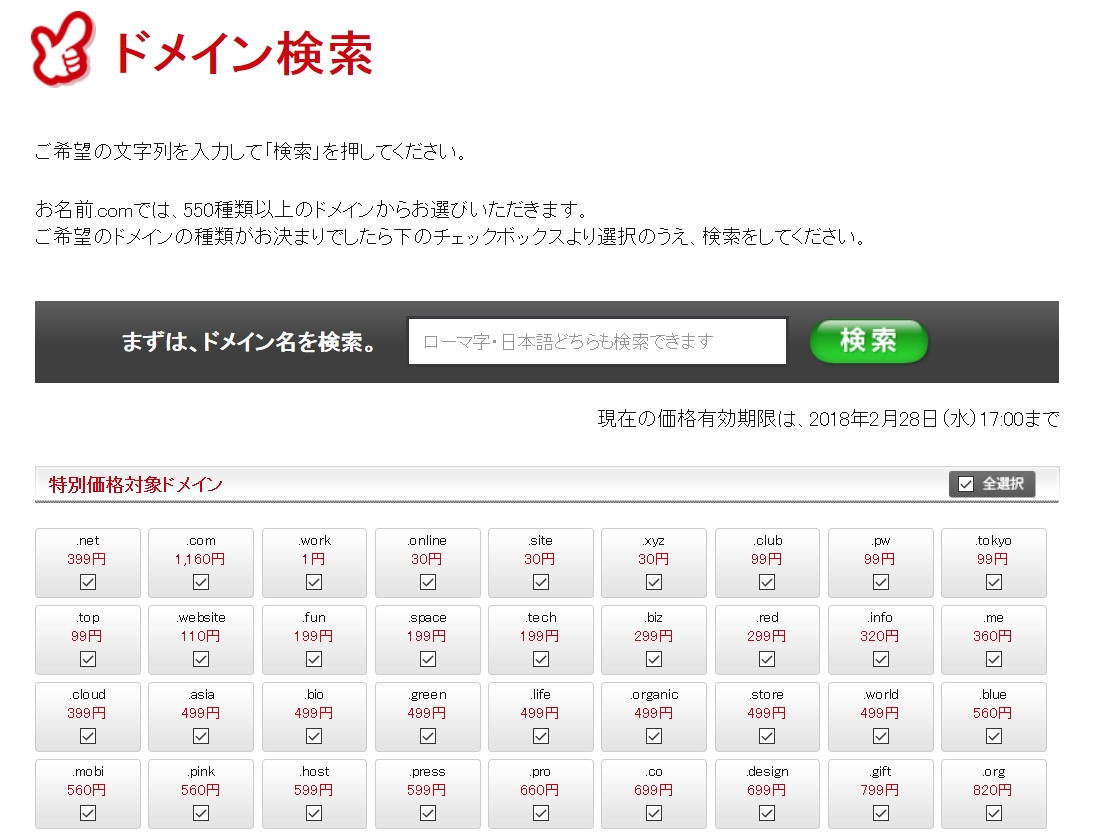 ドメイン検索
ご希望の文字列を入力して「検索」を押してください。
お名前.comでは、550種類以上のドメインからお選びいただきます。
ご希望のドメインの種類がお決まりでしたら下のチェックボックスより選択のうえ、検索をしてください。
まずは、ドメイン名を検索。 ローマ字・日本語どちらも検索できます 検索
現在の価格有効期限は、2018年2月28日(水)17:00まで
特別価格対象ドメイン 全選択
.net .com .work .online .site .xyz .club .pw .tokyo
399円 1,160円 1円 30円 30円 30円 99円 99円 99円
.top .website .fun .space .tech .biz .red .info .me
99円 110円 199円 199円 199円 299円 299円 320円 360円
.cloud .asia .bio .green .life .organic .store .world .blue
399円 499円 499円 499円 499円 499円 499円 499円 560円
.mobi .pink .host .press .pro .co .design .gift .org
560円 560円 599円 599円 660円 699円 699円 799円 820円